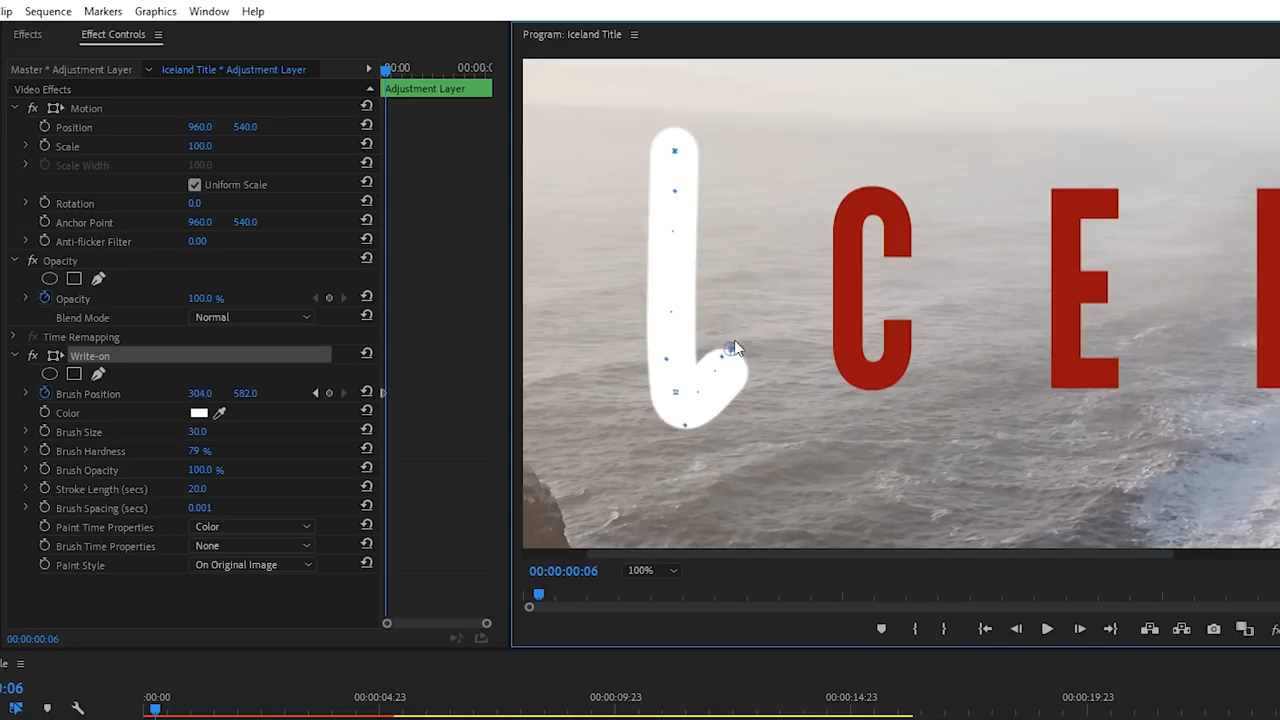 lip Sequence Markers Graphics Window Help
Effects Effect Controls
Program: Iceland Title
Master * Adjustment Layer Iceland Title * Adjustment Layer
:00:00 00:00:0
Video Effects
Adjustment Layer
fx Motion
Position 960.0 540.0
Scale 100.0
Scale Width 100.0
Uniform Scale
Rotation 0.0
Anchor Point 960.0 540.0
Anti-flicker Filter 0.00
fx Opacity
Opacity 100.0 %
Blend Mode Normal
fx Time Remapping
fx Write-on
Brush Position 304.0 582.0
Color
Brush Size 30.0
Brush Hardness 79 %
Brush Opacity 100.0 %
Stroke Length (secs) 20.0
Brush Spacing (secs) 0.001
Paint Time Properties Color
Brush Time Properties None
Paint Style On Original Image
00:00:00:06
C E
00:00:00:06 100%
le
0:06
:00:00 00:00:04:23 00:00:09:23 00:00:14:23 00:00:19:23